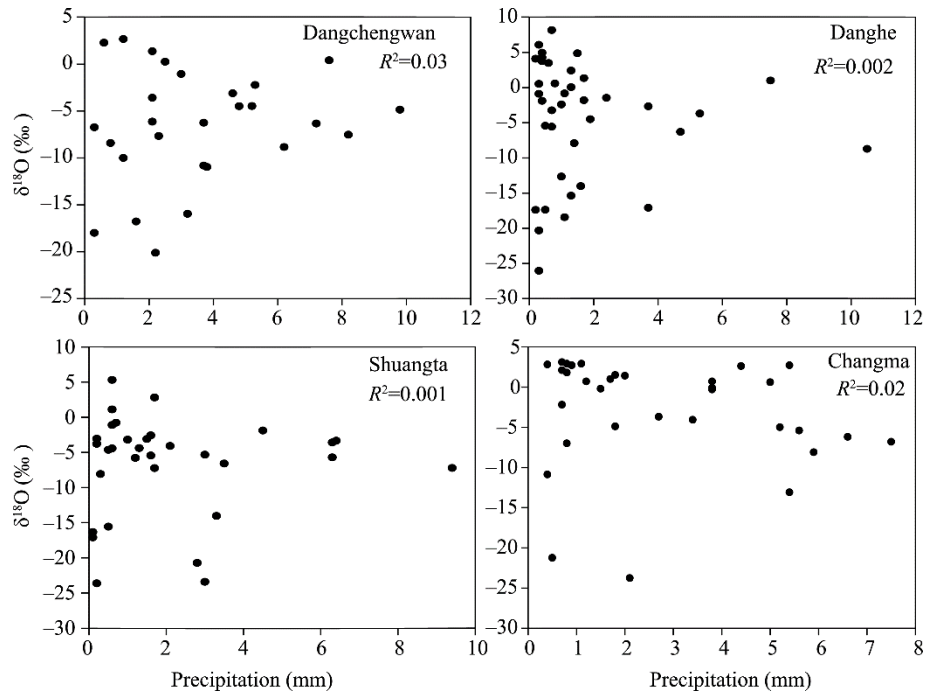 5
Dangchengwan
R²=0.03
0
−5
−10
−15
−20
−25
δ¹⁸O (‰)
0 2 4 6 8 10 12
10
Danghe
R²=0.002
5
0
−5
−10
−15
−20
−25
−30
0 2 4 6 8 10 12
10
Shuangta
R²=0.001
5
0
−5
−10
−15
−20
−25
−30
δ¹⁸O (‰)
0 2 4 6 8 10
Precipitation (mm)
5
Changma
R²=0.02
0
−5
−10
−15
−20
−25
−30
0 1 2 3 4 5 6 7 8
Precipitation (mm)